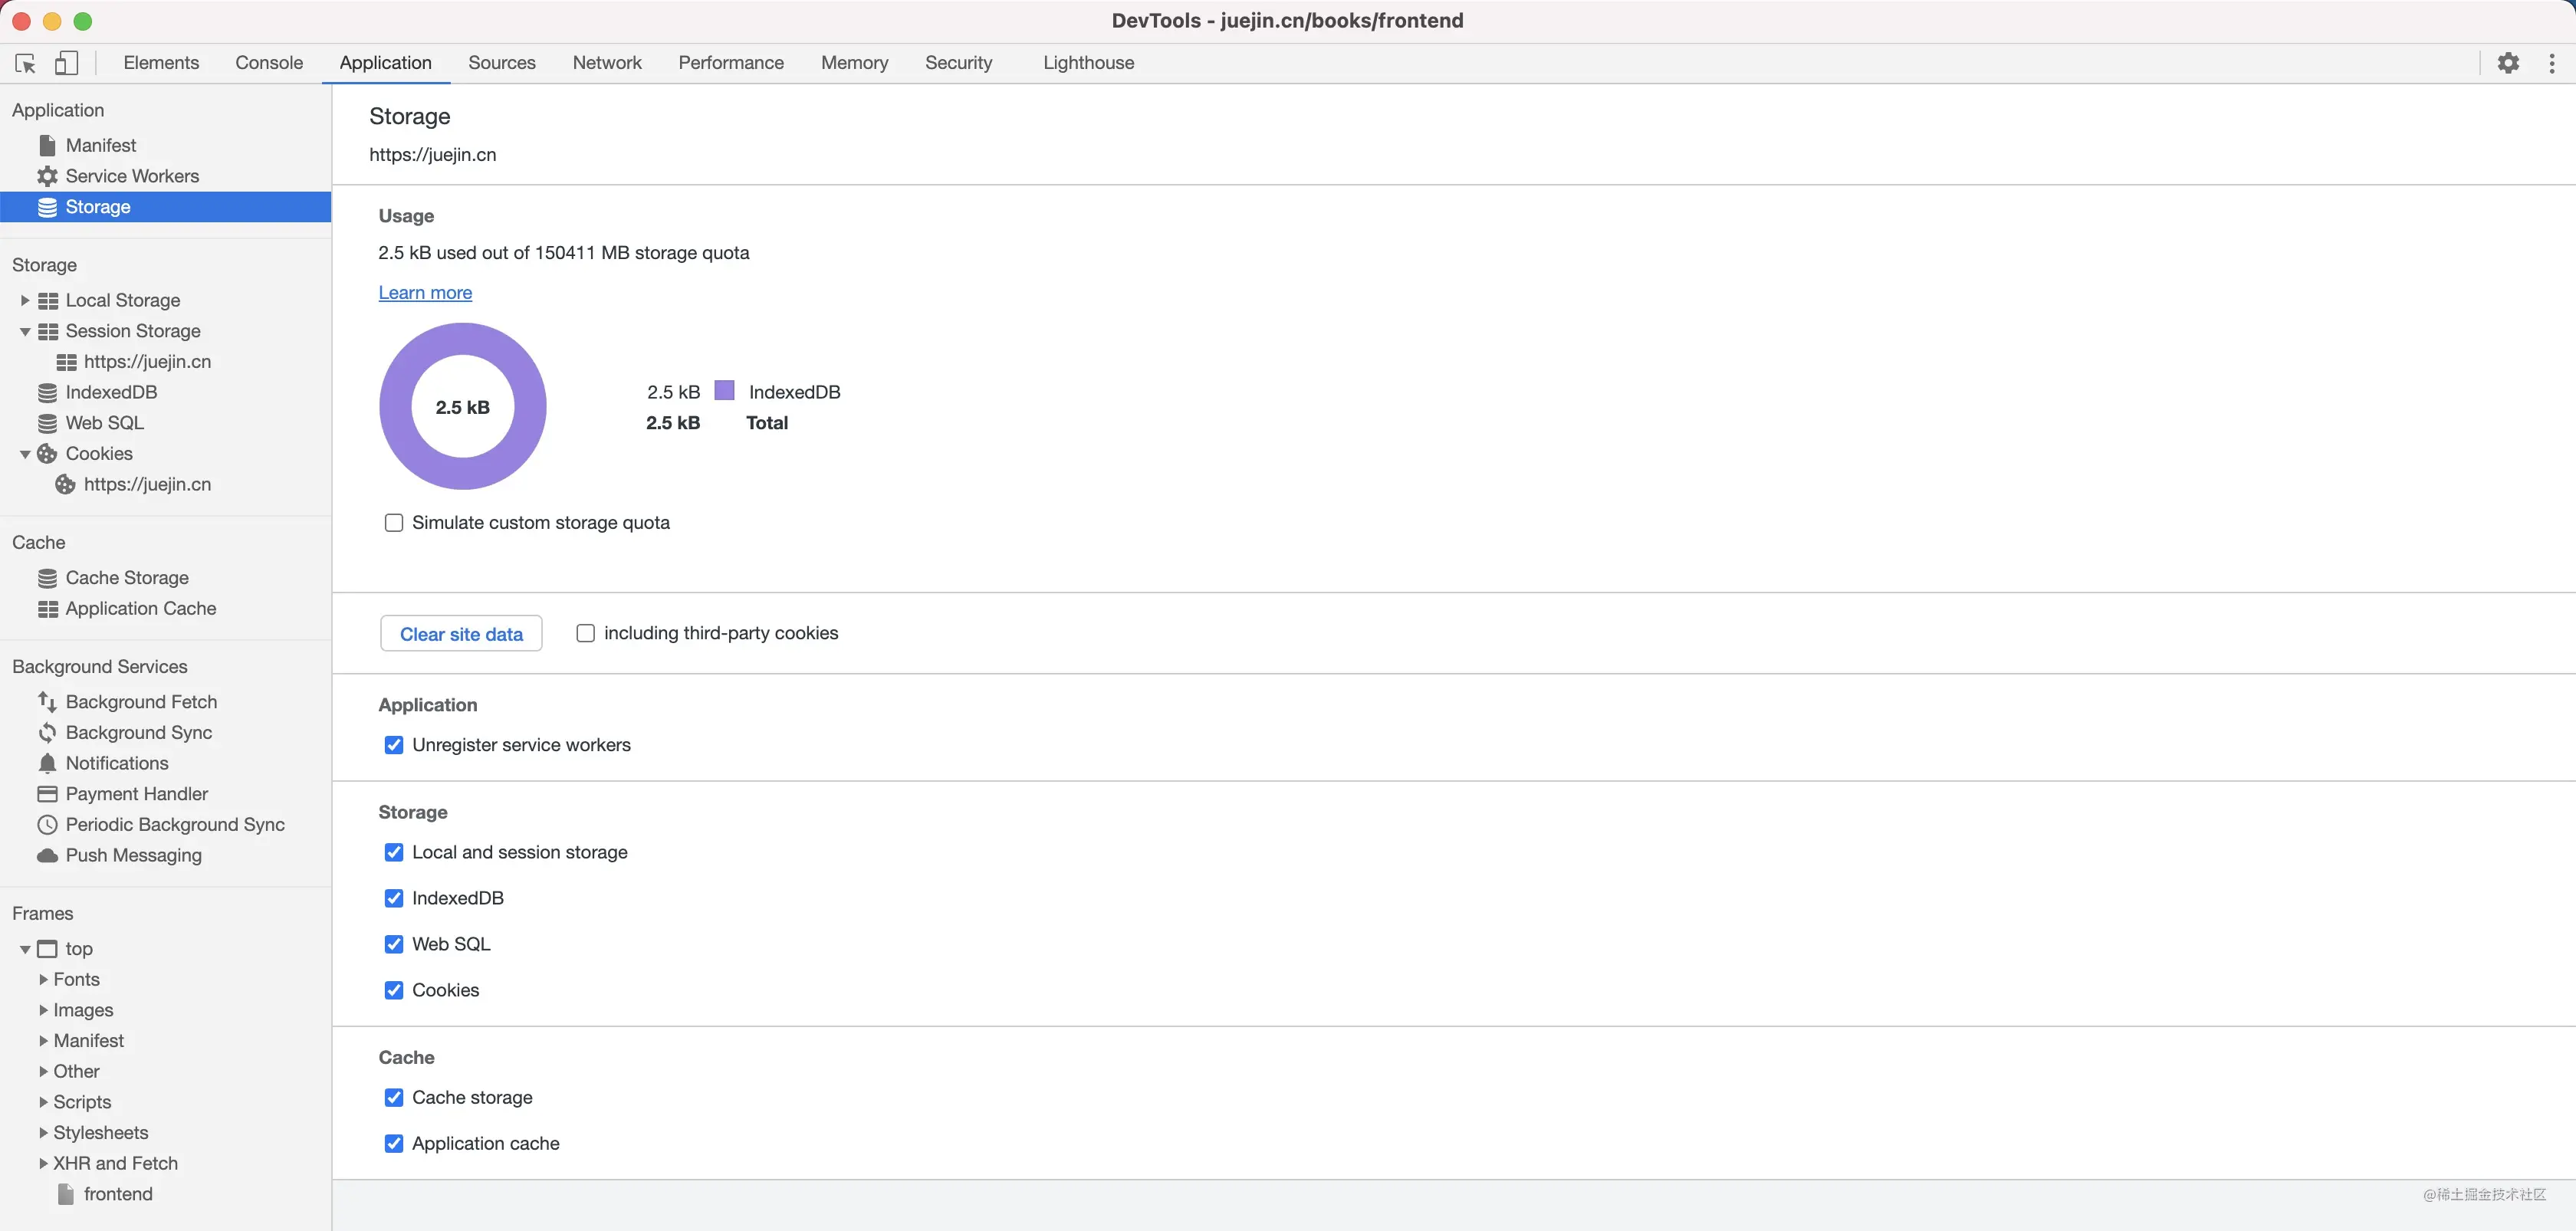 DevTools - juejin.cn/books/frontend
Elements Console Application Sources Network Performance Memory Security Lighthouse
Application
Manifest
Service Workers
Storage
Storage
Local Storage
Session Storage
https://juejin.cn
IndexedDB
Web SQL
Cookies
https://juejin.cn
Cache
Cache Storage
Application Cache
Background Services
Background Fetch
Background Sync
Notifications
Payment Handler
Periodic Background Sync
Push Messaging
Frames
top
Fonts
Images
Manifest
Other
Scripts
Stylesheets
XHR and Fetch
frontend
Storage
https://juejin.cn
Usage
2.5 kB used out of 150411 MB storage quota
Learn more
2.5 kB
2.5 kB IndexedDB
2.5 kB Total
Simulate custom storage quota
Clear site data including third-party cookies
Application
Unregister service workers
Storage
Local and session storage
IndexedDB
Web SQL
Cookies
Cache
Cache storage
Application cache
@稀土掘金技术社区